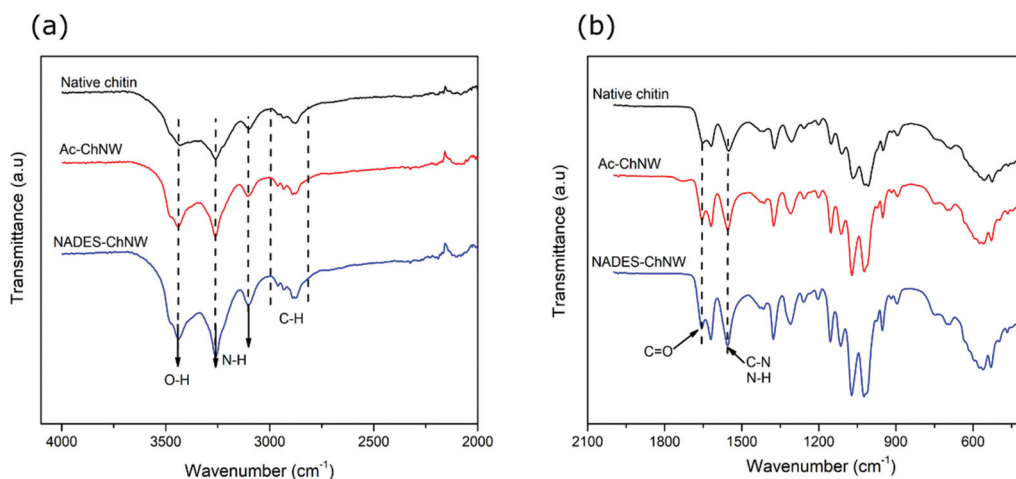 (a)
Native chitin
Ac-ChNW
NADES-ChNW
O-H
N-H
C-H
Transmittance (a.u)
4000 3500 3000 2500 2000
Wavenumber (cm⁻¹)
(b)
Native chitin
Ac-ChNW
NADES-ChNW
C=O
C-N
N-H
Transmittance (a.u)
2100 1800 1500 1200 900 600
Wavenumber (cm⁻¹)